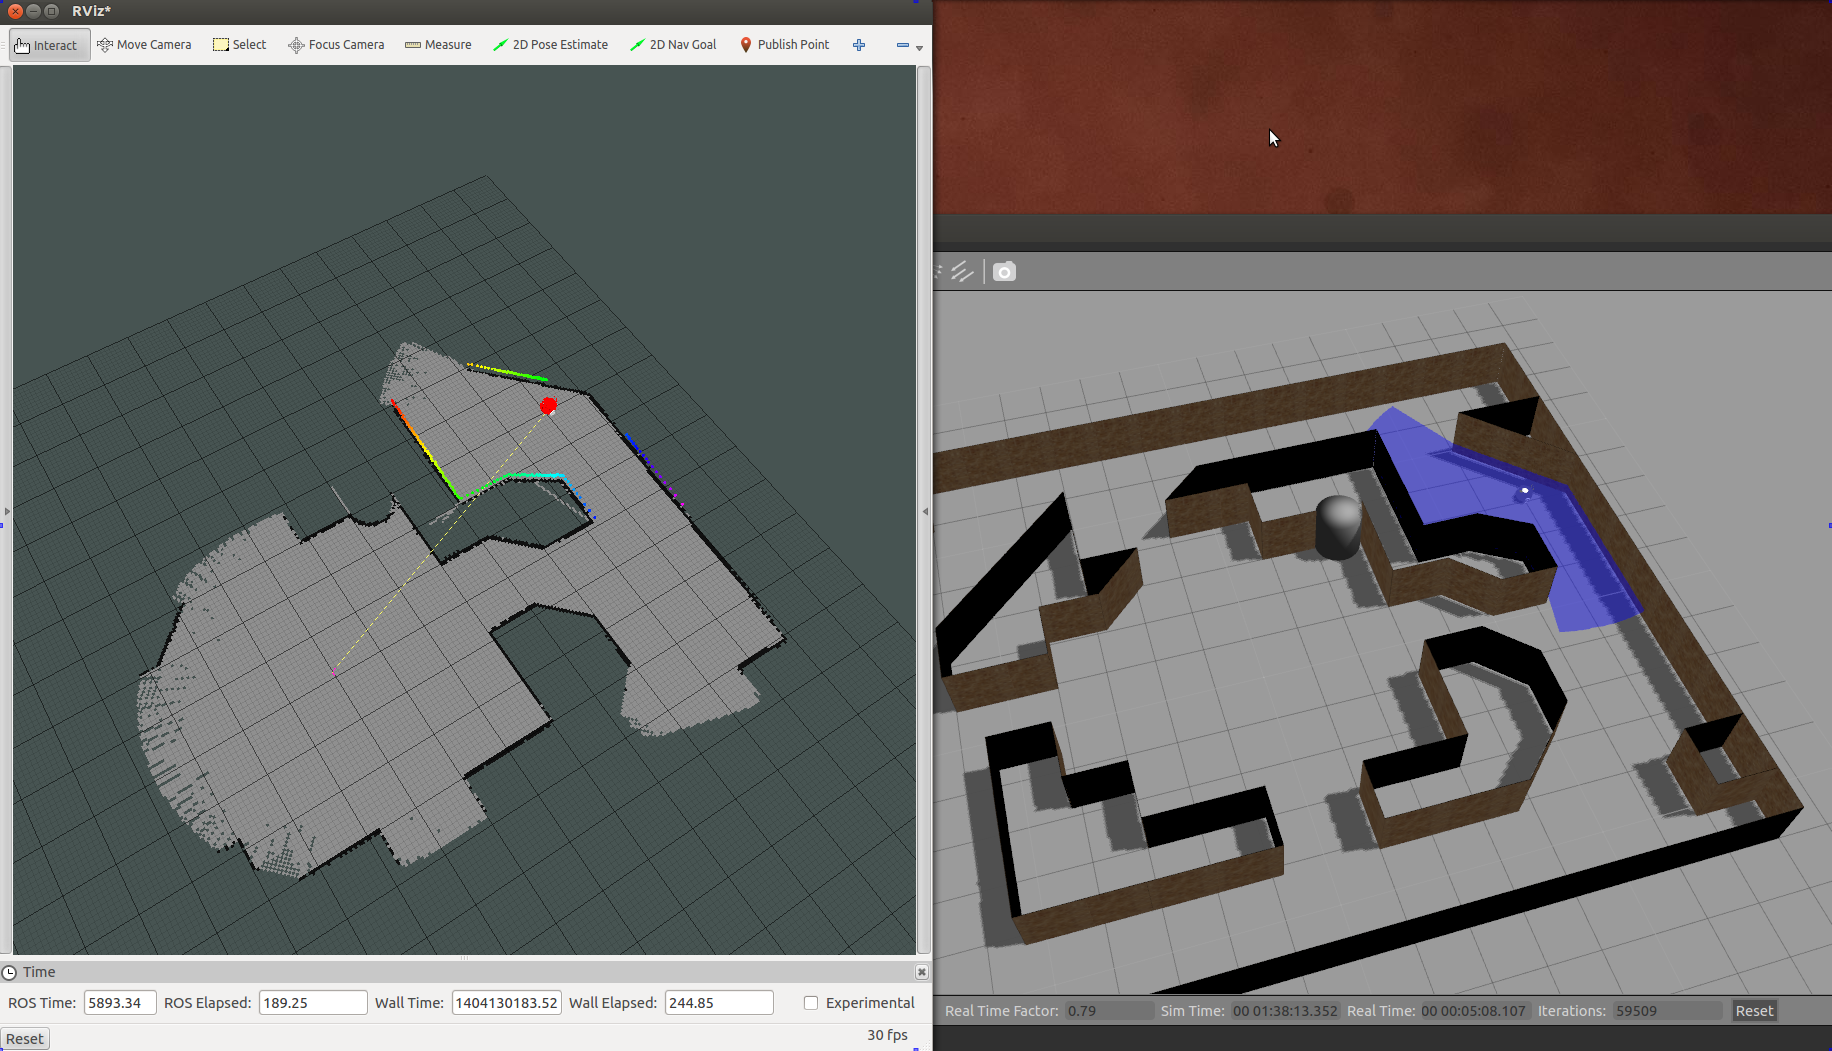 RViz*
Interact Move Camera Select Focus Camera Measure 2D Pose Estimate 2D Nav Goal Publish Point
Time
ROS Time: 5893.34 ROS Elapsed: 189.25 Wall Time: 1404130183.52 Wall Elapsed: 244.85 Experimental
Reset 30 fps
Real Time Factor: 0.79 Sim Time: 00 01:38:13.352 Real Time: 00 00:05:08.107 Iterations: 59509 Reset